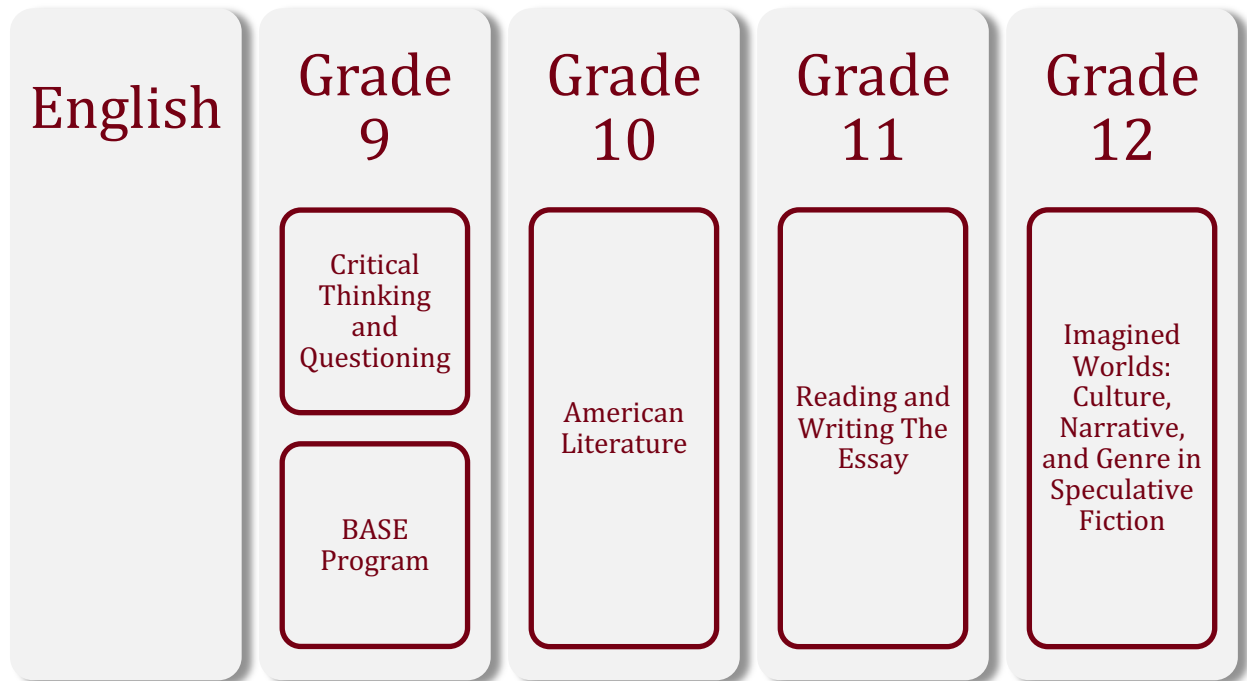 English
Grade
9
Critical
Thinking
and
Questioning
BASE
Program
Grade
10
American
Literature
Grade
11
Reading and
Writing The
Essay
Grade
12
Imagined
Worlds:
Culture,
Narrative,
and Genre in
Speculative
Fiction